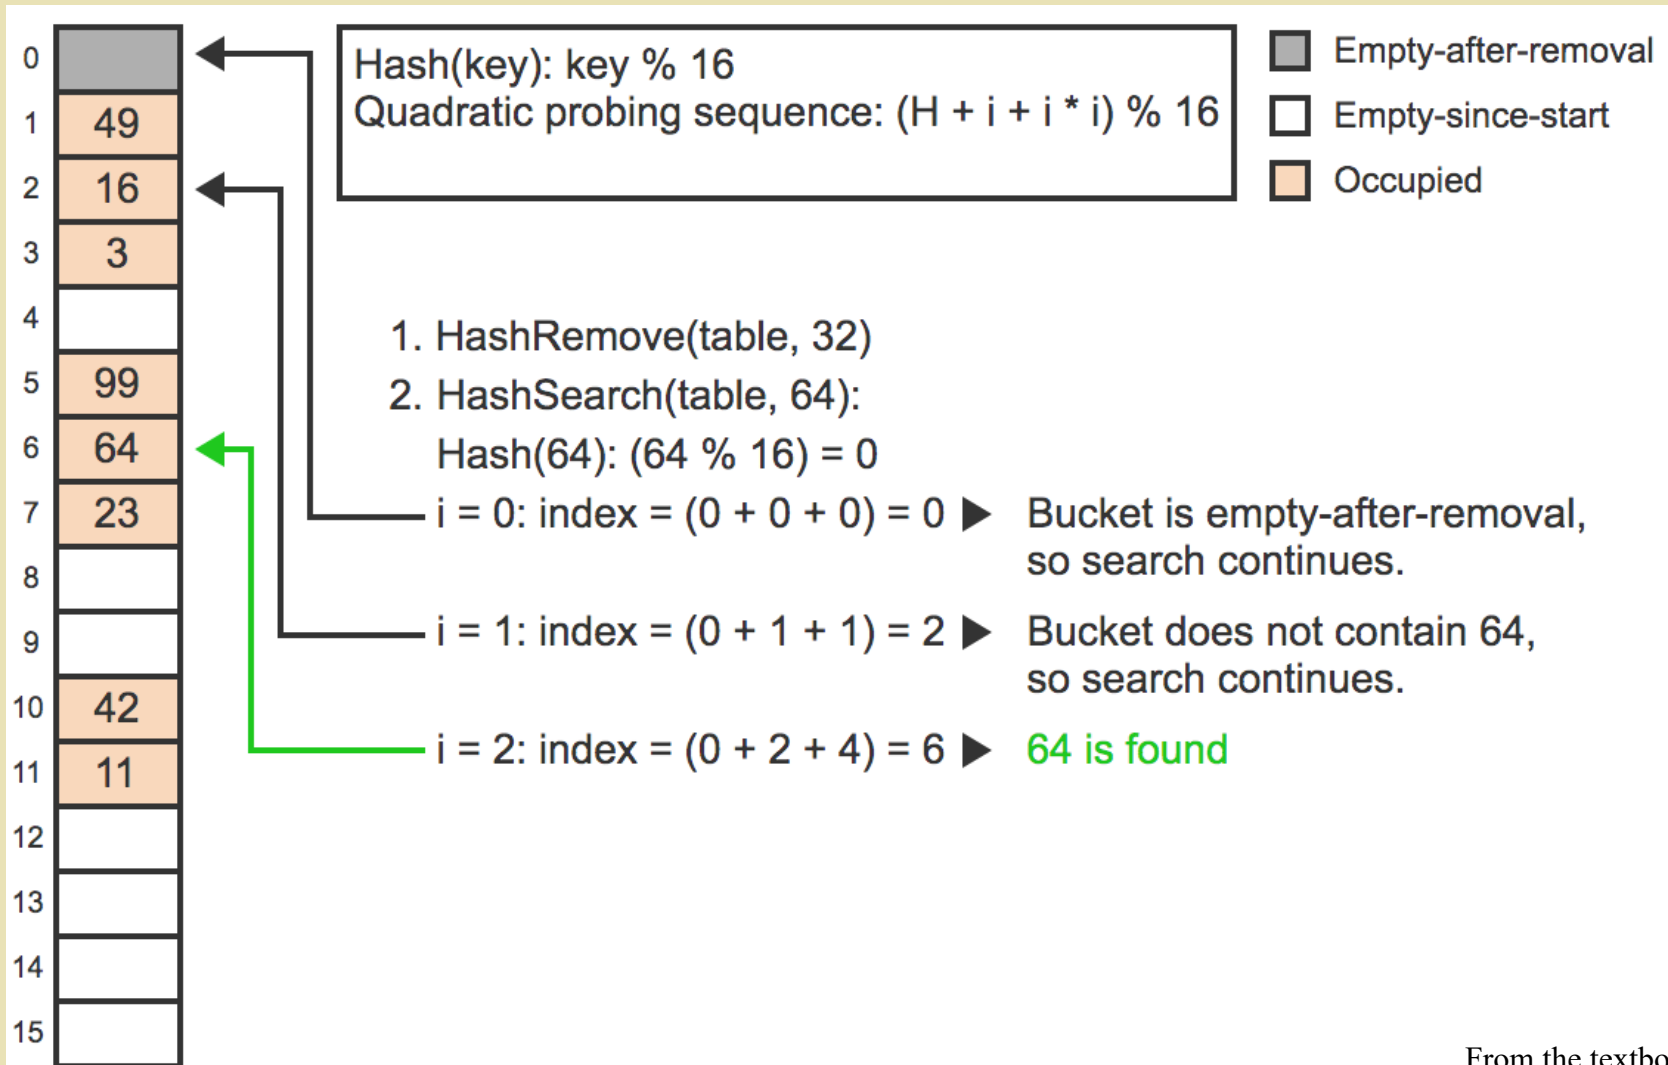 0
1 49
2 16
3 3
4
5 99
6 64
7 23
8
9
10 42
11 11
12
13
14
15
Hash(key): key % 16
Quadratic probing sequence: (H + i + i * i) % 16
Empty-after-removal
Empty-since-start
Occupied
1. HashRemove(table, 32)
2. HashSearch(table, 64):
Hash(64): (64 % 16) = 0
i = 0: index = (0 + 0 + 0) = 0 ▶ Bucket is empty-after-removal,
so search continues.
i = 1: index = (0 + 1 + 1) = 2 ▶ Bucket does not contain 64,
so search continues.
i = 2: index = (0 + 2 + 4) = 6 ▶ 64 is found
From the